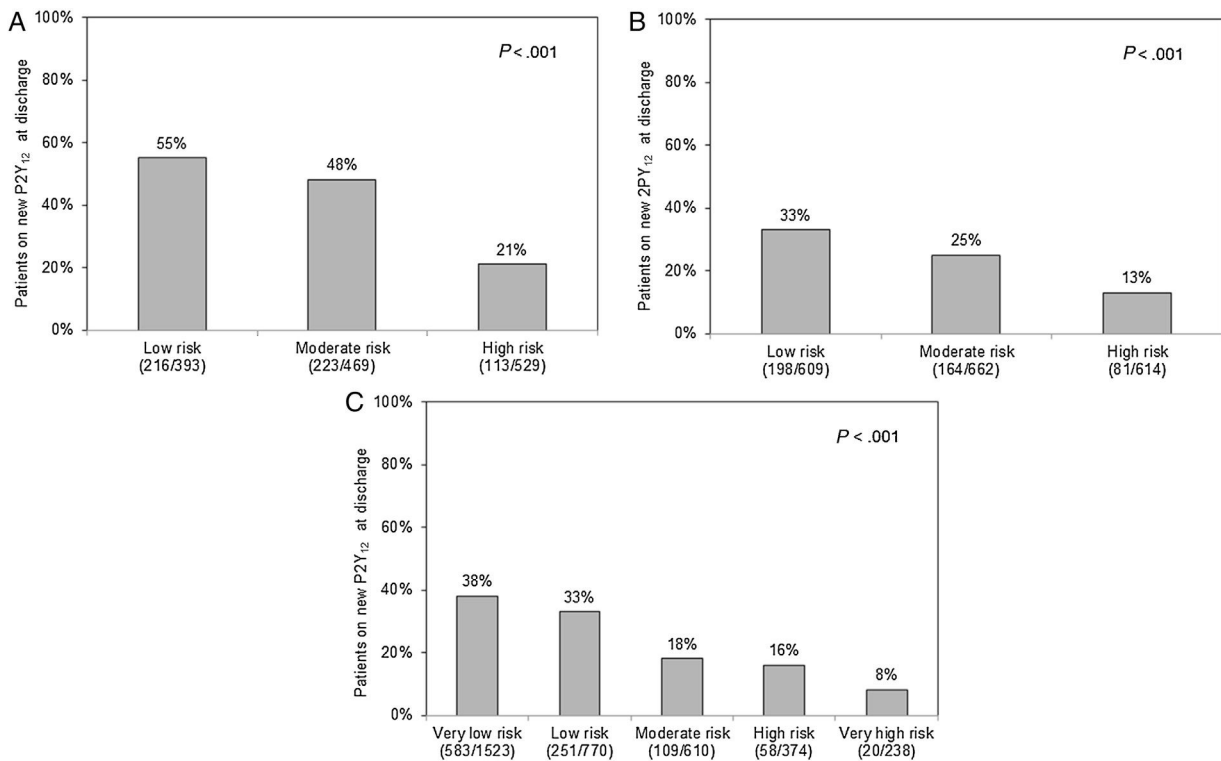 A
Patients on new P2Y₁₂ at discharge
100%
80%
60%
40%
20%
0%
P < .001
55%
48%
21%
Low risk
(216/393)
Moderate risk
(223/469)
High risk
(113/529)
B
Patients on new 2PY₁₂ at discharge
100%
80%
60%
40%
20%
0%
P < .001
33%
25%
13%
Low risk
(198/609)
Moderate risk
(164/662)
High risk
(81/614)
C
Patients on new P2Y₁₂ at discharge
100%
80%
60%
40%
20%
0%
P < .001
38%
33%
18%
16%
8%
Very low risk
(583/1523)
Low risk
(251/770)
Moderate risk
(109/610)
High risk
(58/374)
Very high risk
(20/238)